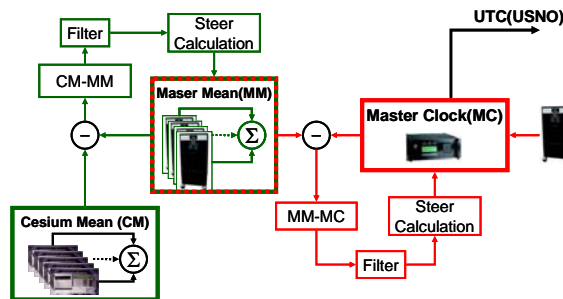 UTC(USNO)
Filter
Steer
Calculation
CM-MM
Maser Mean(MM)
Σ
−
−
Master Clock(MC)
Cesium Mean (CM)
Σ
MM-MC
Steer
Calculation
Filter